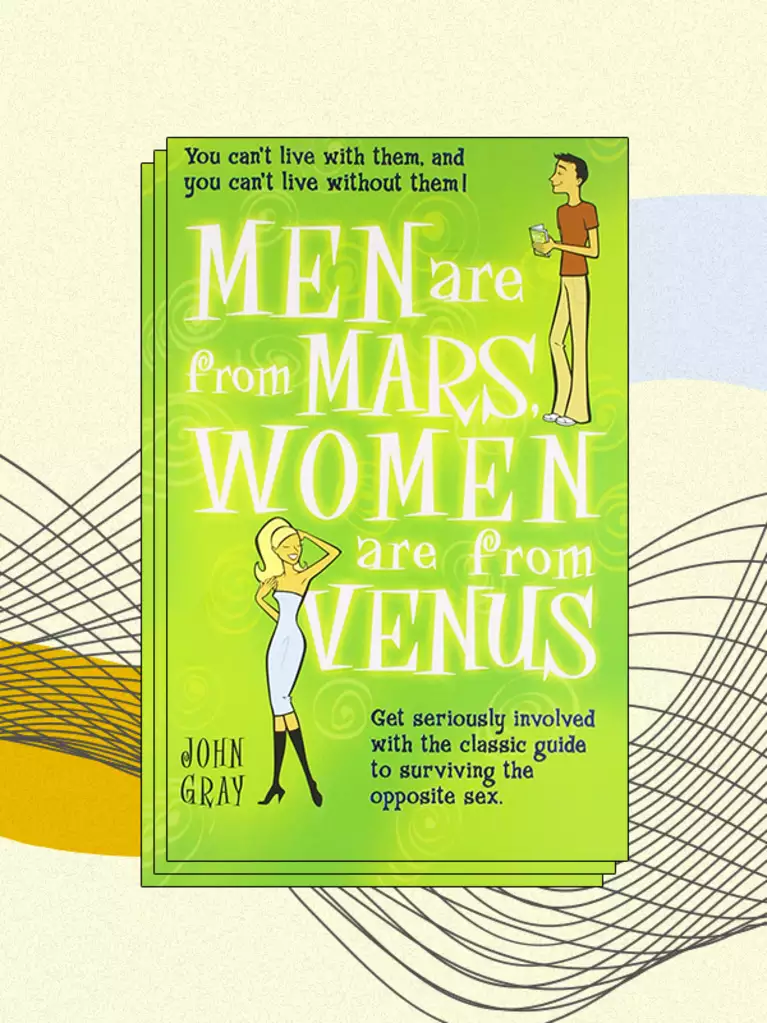 You can't live with them, and
you can't live without them!
MEN are
from MARS,
WOMEN
are from
VENUS
Get seriously involved
with the classic guide
to surviving the
opposite sex.
JOHN
GRAY